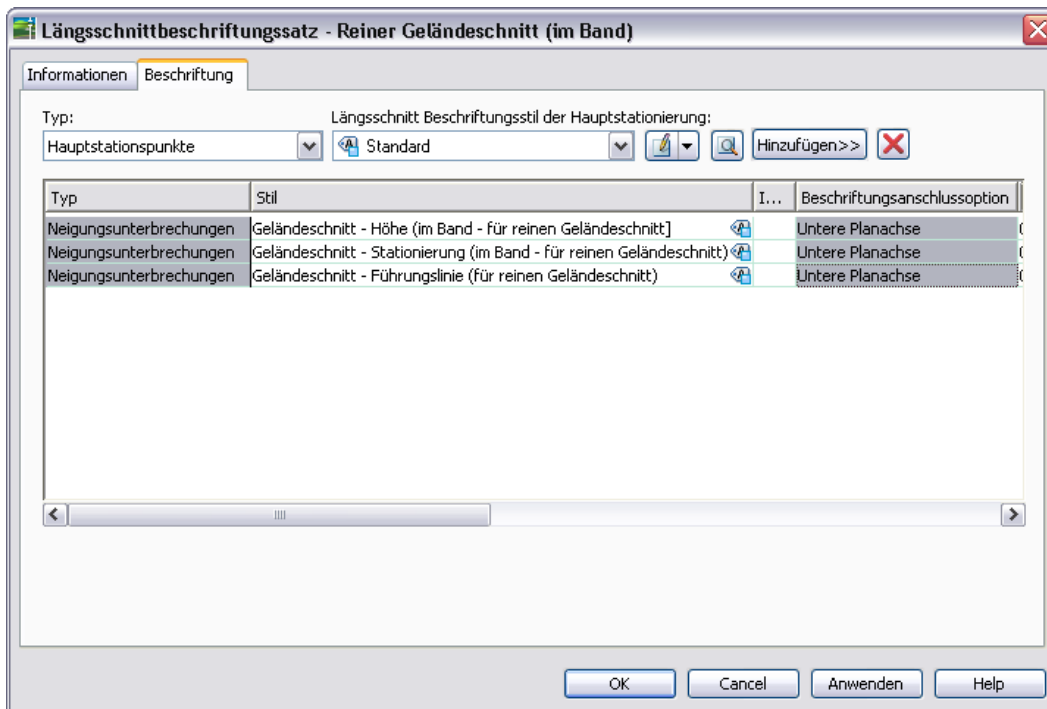 Längsschnittbeschriftungssatz - Reiner Geländeschnitt (im Band)
Informationen Beschriftung
Typ: Längsschnitt Beschriftungsstil der Hauptstationierung:
Hauptstationspunkte Standard Hinzufügen>>
Typ Stil I... Beschriftungsanschlussoption
Neigungsunterbrechungen Geländeschnitt - Höhe (im Band - für reinen Geländeschnitt] Untere Planachse
Neigungsunterbrechungen Geländeschnitt - Stationierung (im Band - für reinen Geländeschnitt) Untere Planachse
Neigungsunterbrechungen Geländeschnitt - Führungslinie (für reinen Geländeschnitt) Untere Planachse
OK Cancel Anwenden Help